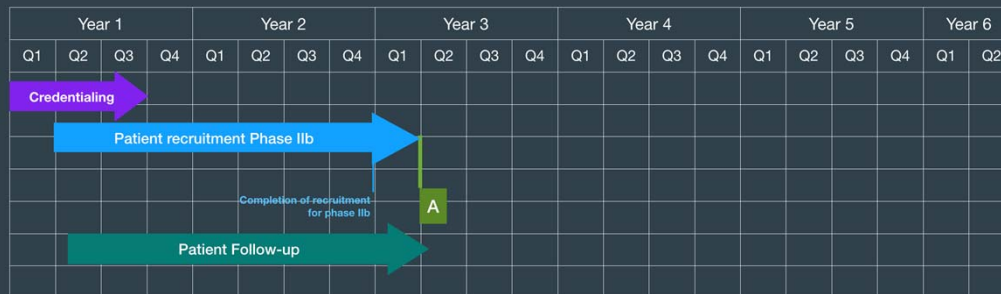 Year 1 Year 2 Year 3 Year 4 Year 5 Year 6
Q1 Q2 Q3 Q4 Q1 Q2 Q3 Q4 Q1 Q2 Q3 Q4 Q1 Q2 Q3 Q4 Q1 Q2 Q3 Q4 Q1 Q2
Credentialing
Patient recruitment Phase IIb
Completion of recruitment
for phase IIb
A
Patient Follow-up